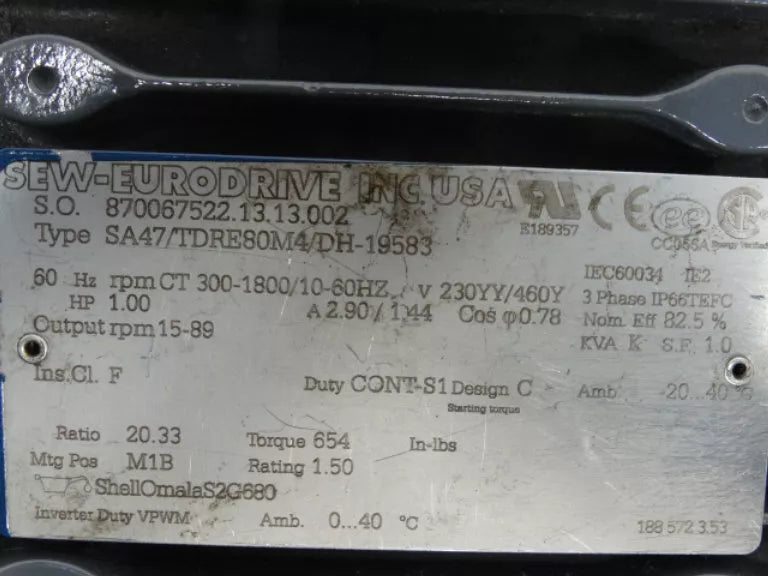 SEW-EURODRIVE INC.USA
S.O. 870067522.13.13.002
E189357
CC056A
Energy Verified
Type SA47/TDRE80M4/DH-19583
IEC60034 IE2
60 Hz rpm CT 300-1800/10-60HZ V 230YY/460Y 3 Phase IP66TEFC
HP 1.00 A 2.90 / 1.44 Cos φ0.78 Nom. Eff 82.5 %
Output rpm 15-89 KVA K S.F. 1.0
Ins.Cl. F Duty CONT-S1 Design C Amb -20...40 °C
Starting torque
Ratio 20.33 Torque 654 In-lbs
Mtg Pos M1B Rating 1.50
ShellOmalaS2G680
Inverter Duty VPWM Amb. 0...40 °C 188 572 3.53